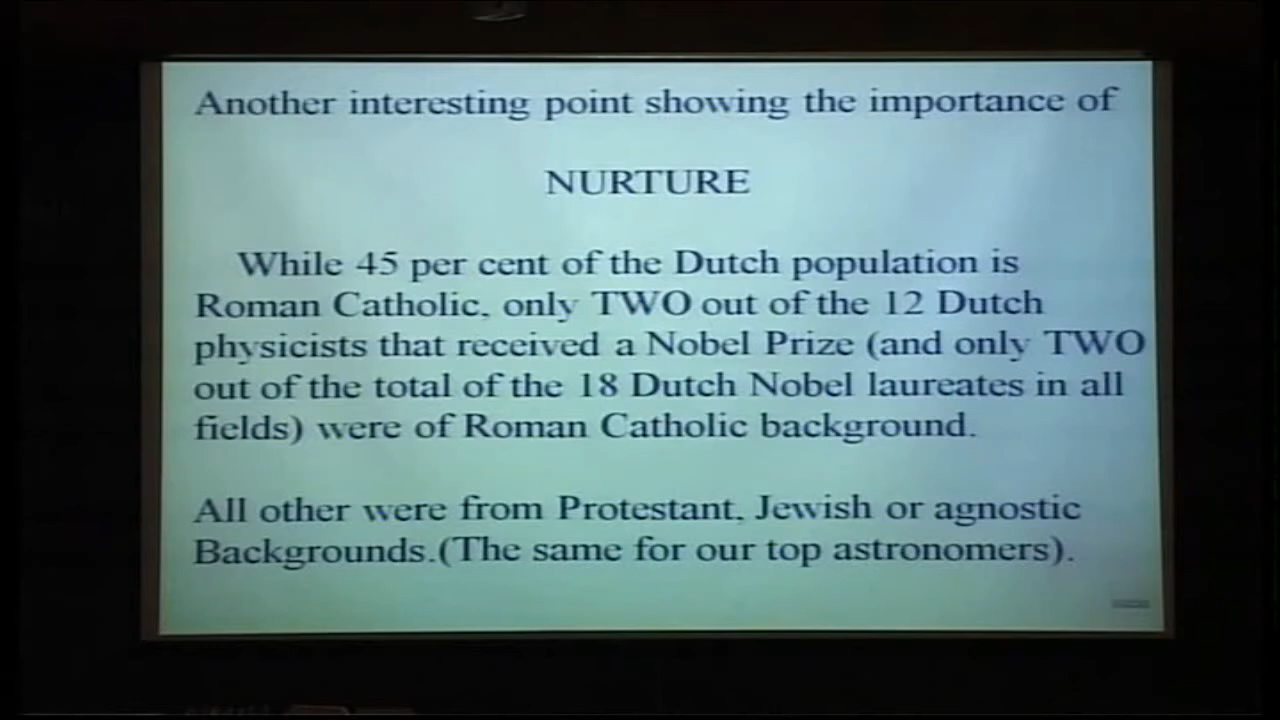 Another interesting point showing the importance of
NURTURE
While 45 per cent of the Dutch population is
Roman Catholic, only TWO out of the 12 Dutch
physicists that received a Nobel Prize (and only TWO
out of the total of the 18 Dutch Nobel laureates in all
fields) were of Roman Catholic background.
All other were from Protestant, Jewish or agnostic
Backgrounds.(The same for our top astronomers).